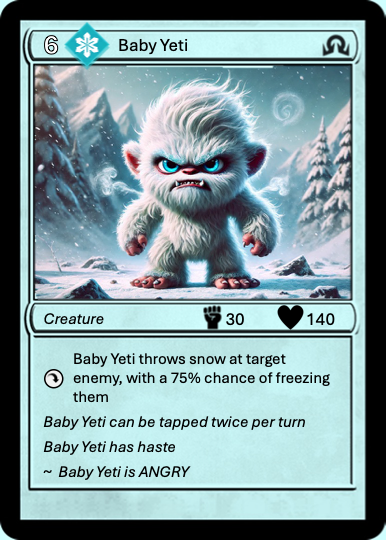 6 Baby Yeti
Creature 30 140
Baby Yeti throws snow at target
enemy, with a 75% chance of freezing
them
Baby Yeti can be tapped twice per turn
Baby Yeti has haste
~ Baby Yeti is ANGRY